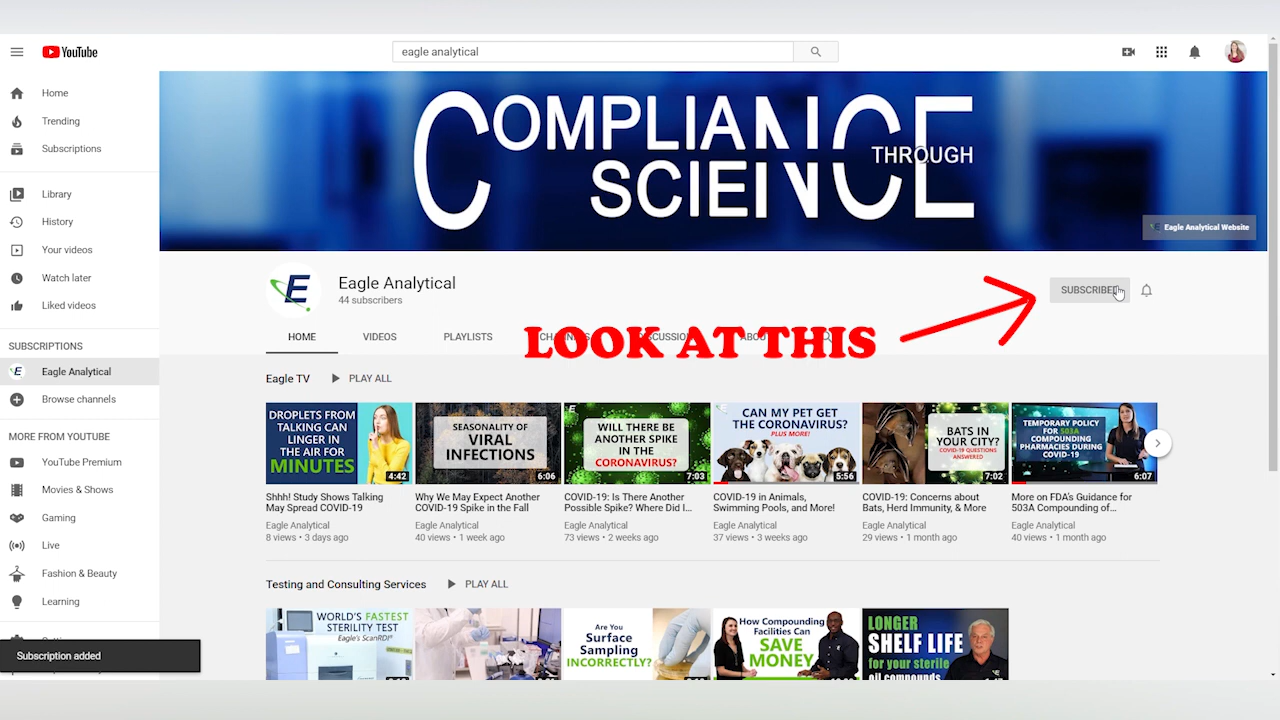 YouTube
eagle analytical
Home
Trending
Subscriptions
Library
History
Your videos
Watch later
Liked videos
SUBSCRIPTIONS
Eagle Analytical
Browse channels
MORE FROM YOUTUBE
YouTube Premium
Movies & Shows
Gaming
Live
Fashion & Beauty
Learning
Subscription added
COMPLIANCE
THROUGH
SCIENCE
Eagle Analytical Website
E
Eagle Analytical
44 subscribers
SUBSCRIBED
HOME VIDEOS PLAYLISTS
LOOK AT THIS
Eagle TV PLAY ALL
DROPLETS FROM
TALKING CAN
LINGER IN
THE AIR FOR
MINUTES
4:42
Shhh! Study Shows Talking
May Spread COVID-19
Eagle Analytical
8 views • 3 days ago
SEASONALITY OF
VIRAL
INFECTIONS
6:06
Why We May Expect Another
COVID-19 Spike in the Fall
Eagle Analytical
40 views • 1 week ago
WILL THERE BE
ANOTHER SPIKE
IN THE
CORONAVIRUS?
7:03
COVID-19: Is There Another
Possible Spike? Where Did I...
Eagle Analytical
73 views • 2 weeks ago
CAN MY PET GET
THE CORONAVIRUS?
PLUS MORE!
5:56
COVID-19 in Animals,
Swimming Pools, and More!
Eagle Analytical
37 views • 3 weeks ago
BATS IN
YOUR CITY?
COVID-19 QUESTIONS
ANSWERED
7:02
COVID-19: Concerns about
Bats, Herd Immunity, & More
Eagle Analytical
29 views • 1 month ago
TEMPORARY POLICY
FOR 503A
COMPOUNDING
PHARMACIES DURING
COVID-19
6:07
More on FDA's Guidance for
503A Compounding of...
Eagle Analytical
40 views • 1 month ago
Testing and Consulting Services PLAY ALL
WORLD'S FASTEST
STERILITY TEST
Eagle's ScanRDI®
Are You
Surface
Sampling
INCORRECTLY?
How Compounding
Facilities Can
SAVE
MONEY
LONGER
SHELF LIFE
for your sterile
oil compounds